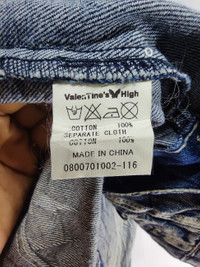 Valentine's High
COTTON 100%
SEPARATE CLOTH
COTTON 100%
MADE IN CHINA
0800701002-116